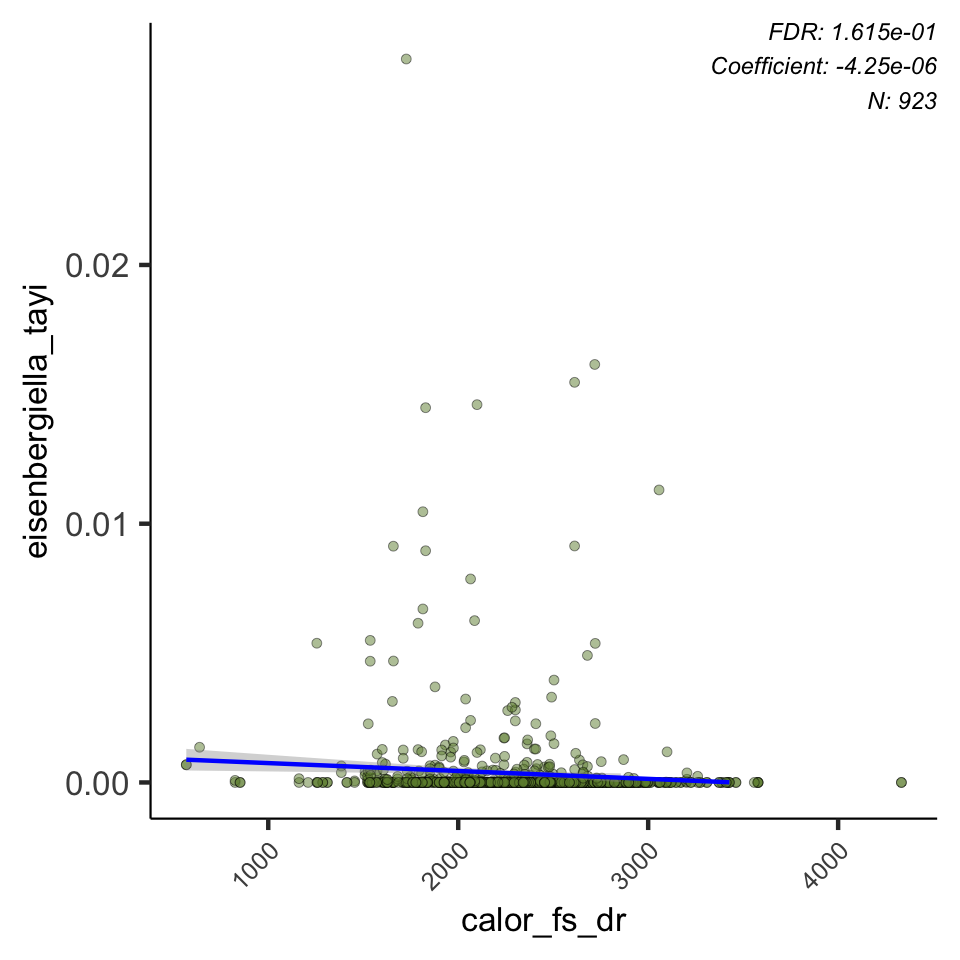 FDR: 1.615e-01
Coefficient: -4.25e-06
N: 923
eisenbergiella_tayi
0.02
0.01
0.00
1000
2000
3000
4000
calor_fs_dr